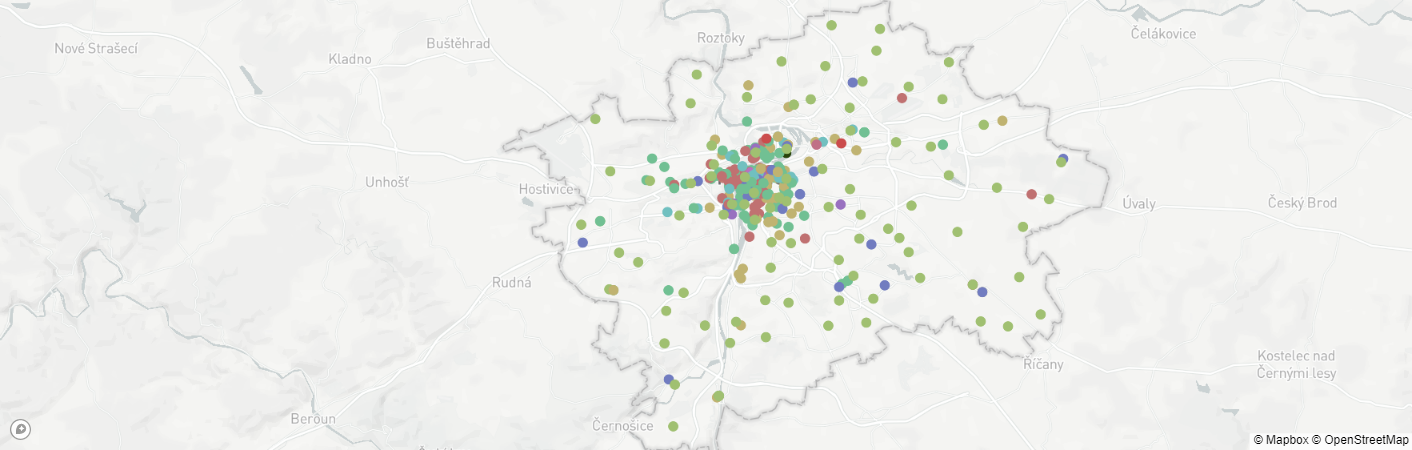 Roztoky
Čelákovice
Nové Strašecí
Buštěhrad
Kladno
Unhošť
Hostivice
Úvaly
Český Brod
Rudná
Kostelec nad
Černými lesy
Říčany
Beroun
Černošice
© Mapbox © OpenStreetMap